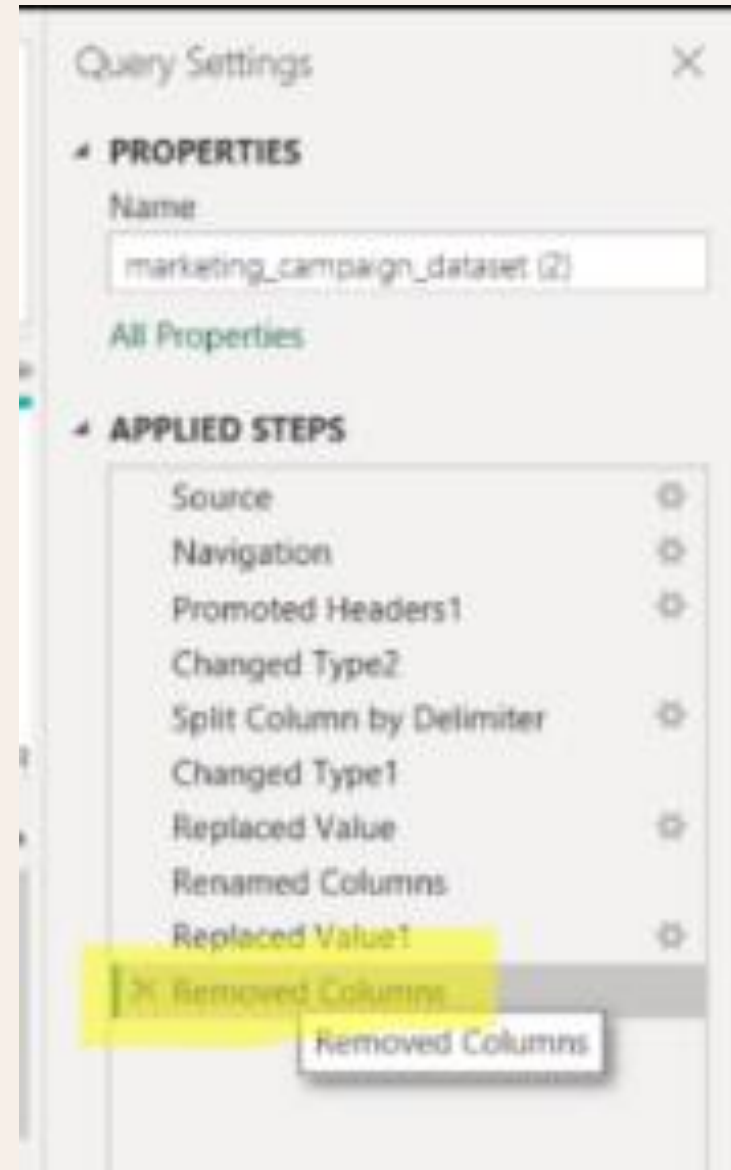 Query Settings
PROPERTIES
Name
marketing_campaign_dataset (2)
All Properties
APPLIED STEPS
Source
Navigation
Promoted Headers1
Changed Type2
Split Column by Delimiter
Changed Type1
Replaced Value
Renamed Columns
Replaced Value1
Removed Columns
Removed Columns